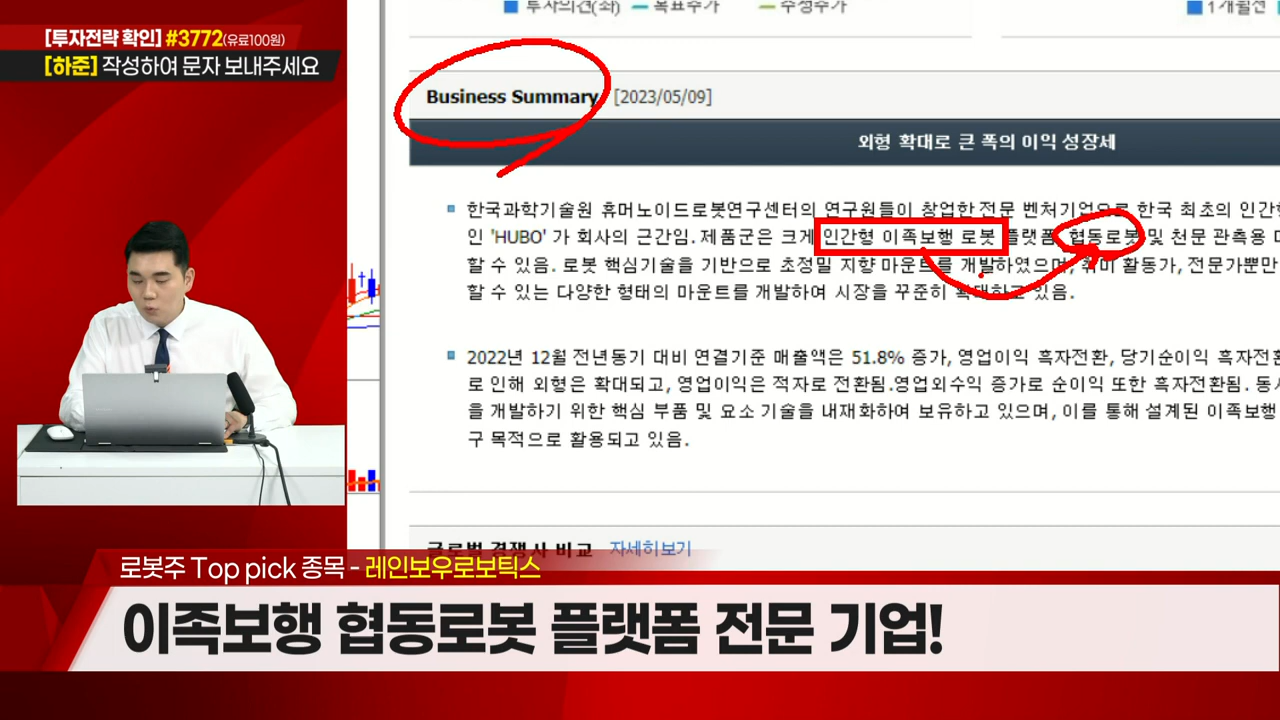 [투자전략 확인] #3772(유료100원)
[하준] 작성하여 문자 보내주세요
투자의견(좌) 목표주가 수정주가
1개월전
Business Summary [2023/05/09]
외형 확대로 큰 폭의 이익 성장세
한국과학기술원 휴머노이드로봇연구센터의 연구원들이 창업한 전문 벤처기업으로 한국 최초의
인 'HUBO' 가 회사의 근간임. 제품군은 크게 인간형 이족보행 로봇 플랫폼, 협동로봇 및 천문 관측용
할 수 있음. 로봇 핵심기술을 기반으로 초정밀 지향 마운트를 개발하였으며, 취미 활동가, 전문가뿐만
할 수 있는 다양한 형태의 마운트를 개발하여 시장을 꾸준히 확대하고 있음.
2022년 12월 전년동기 대비 연결기준 매출액은 51.8% 증가, 영업이익 흑자전환, 당기순이익 흑자전환
로 인해 외형은 확대되고, 영업이익은 적자로 전환됨.영업외수익 증가로 순이익 또한 흑자전환됨.
을 개발하기 위한 핵심 부품 및 요소 기술을 내재화하여 보유하고 있으며, 이를 통해 설계된 이족보행
구 목적으로 활용되고 있음.
글로벌 경쟁사 비교 자세히보기
로봇주 Top pick 종목 - 레인보우로보틱스
이족보행 협동로봇 플랫폼 전문 기업!